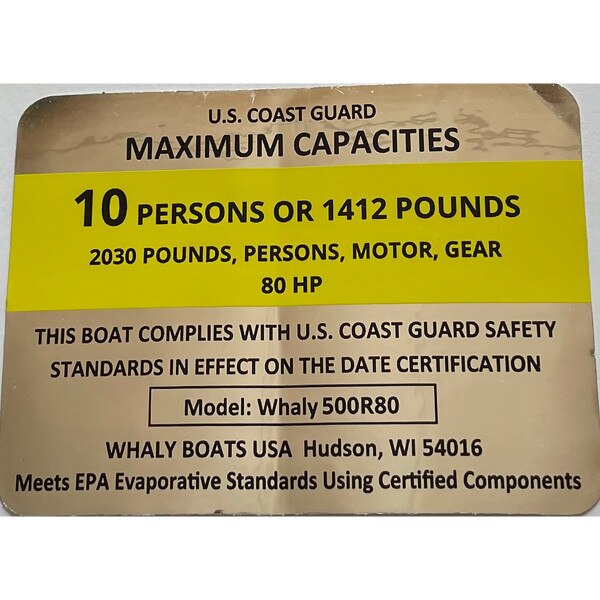 U.S. COAST GUARD
MAXIMUM CAPACITIES
10 PERSONS OR 1412 POUNDS
2030 POUNDS, PERSONS, MOTOR, GEAR
80 HP
THIS BOAT COMPLIES WITH U.S. COAST GUARD SAFETY
STANDARDS IN EFFECT ON THE DATE CERTIFICATION
Model: Whaly 500R80
WHALY BOATS USA Hudson, WI 54016
Meets EPA Evaporative Standards Using Certified Components